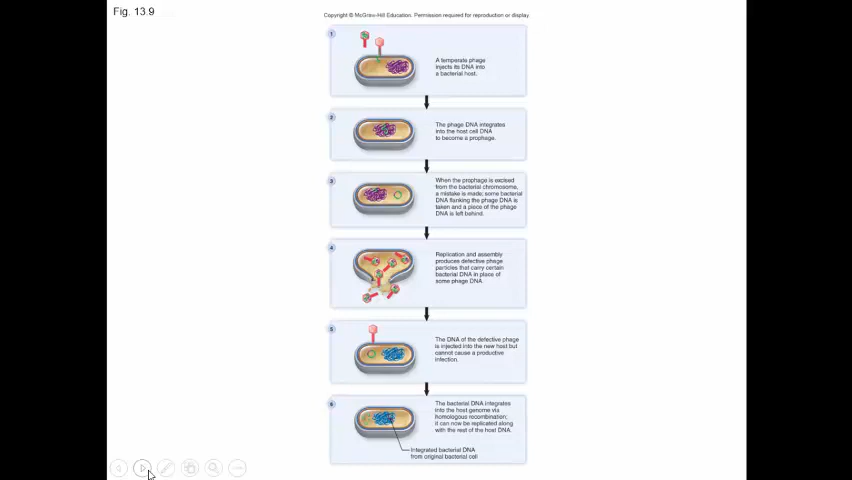 Fig. 13.9
Copyright © McGraw-Hill Education. Permission required for reproduction or display.
1
A temperate phage
injects its DNA into
a bacterial host.
2
The phage DNA integrates
into the host cell DNA
to become a prophage.
3
When the prophage is excised
from the bacterial chromosome,
a mistake is made; some bacterial
DNA flanking the phage DNA is
taken and a piece of the phage
DNA is left behind.
4
Replication and assembly
produces defective phage
particles that carry certain
bacterial DNA in place of
some phage DNA.
5
The DNA of the defective phage
is injected into the new host but
cannot cause a productive
infection.
6
The bacterial DNA integrates
into the host genome via
homologous recombination;
it can now be replicated along
with the rest of the host DNA.
Integrated bacterial DNA
from original bacterial cell